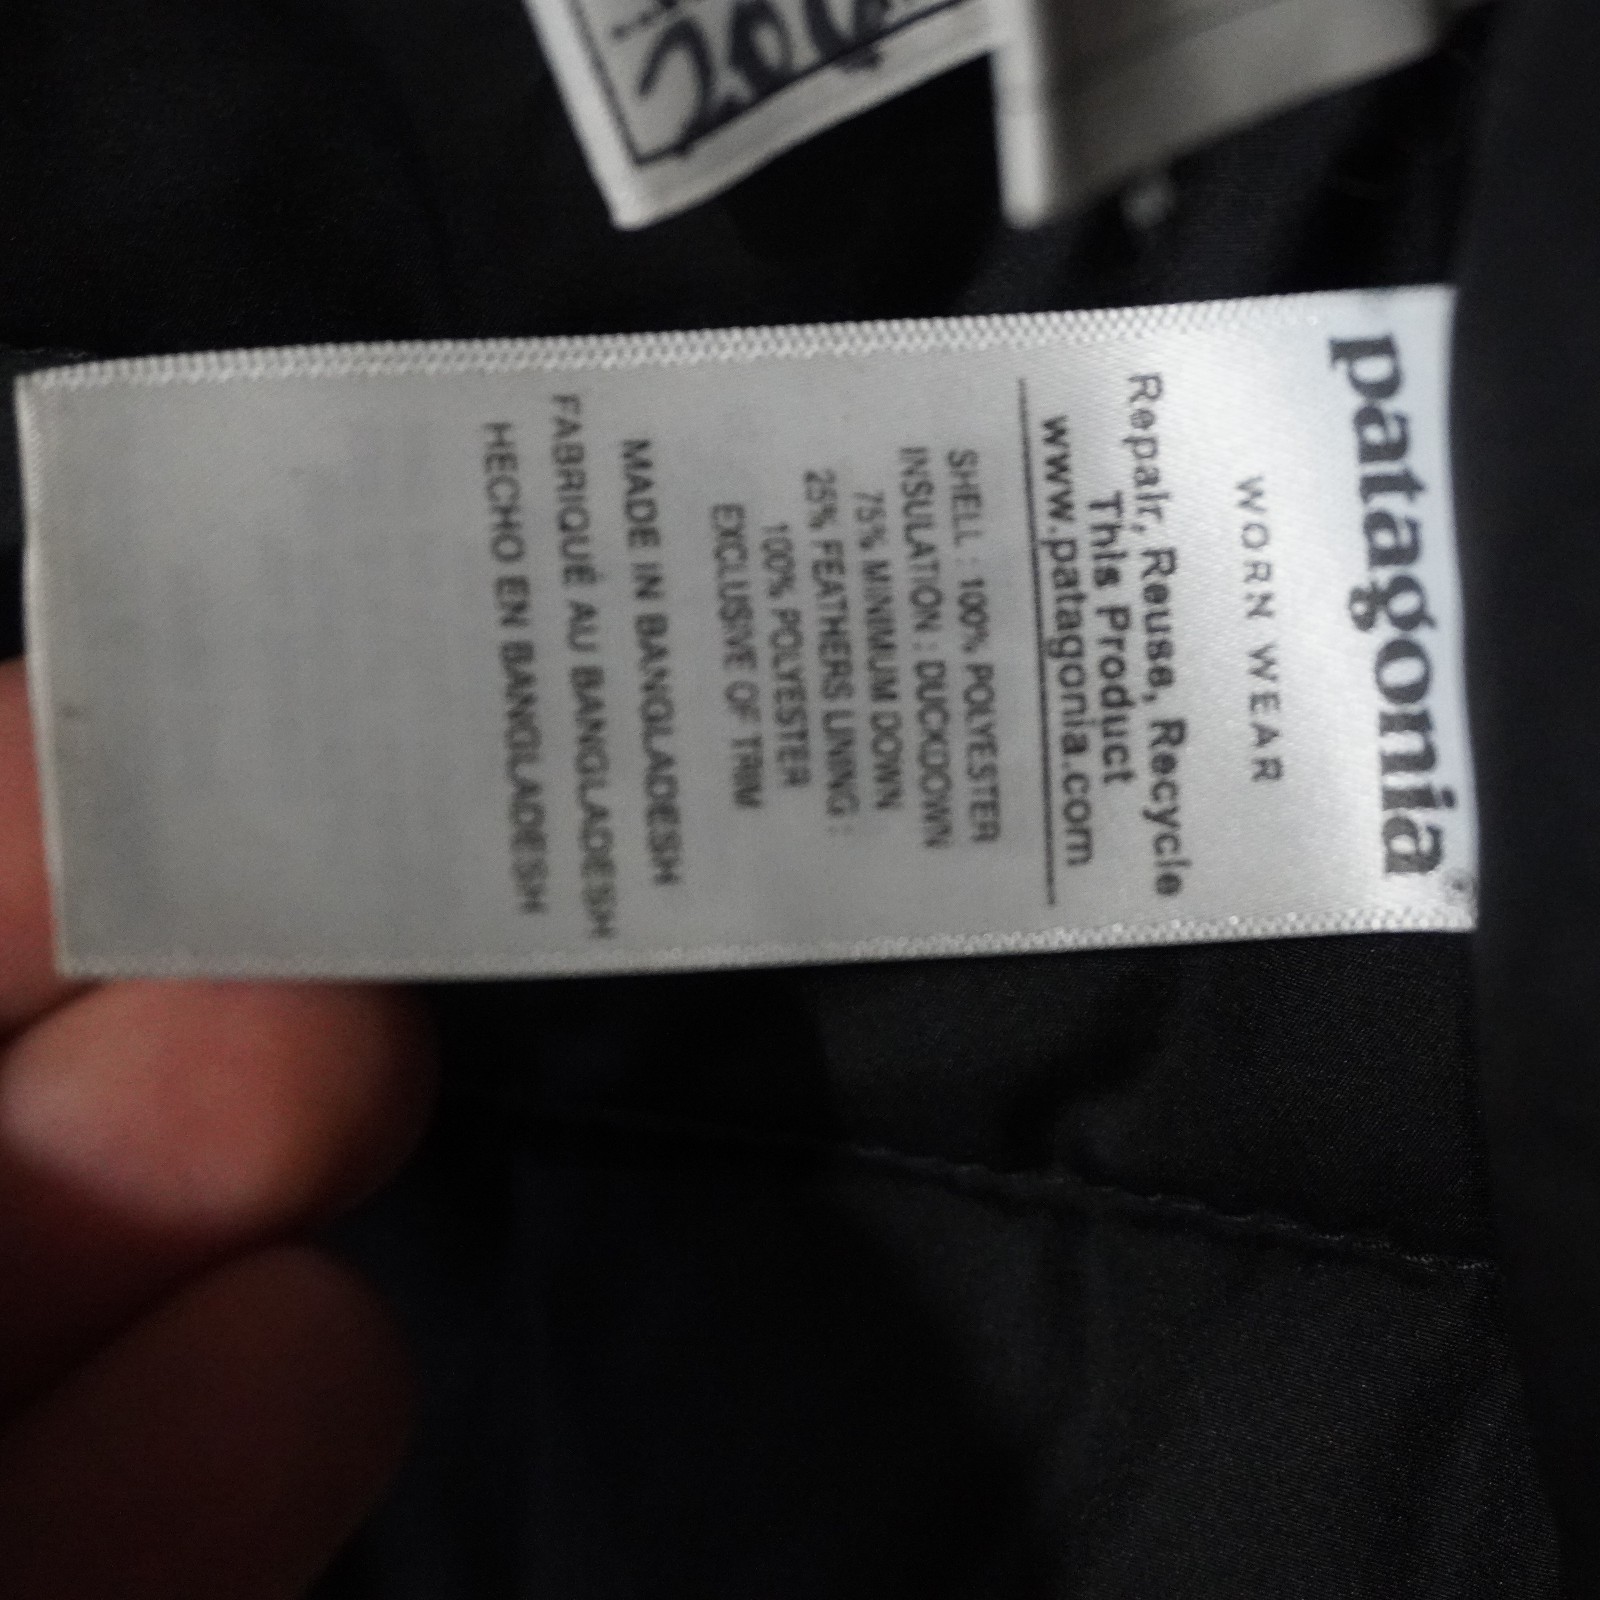 patagonia
WORN WEAR
Repair, Reuse, Recycle
This Product
www.patagonia.com
SHELL : 100% POLYESTER
INSULATION : DUCKDOWN
75% MINIMUM DOWN
25% FEATHERS LINING :
100% POLYESTER
EXCLUSIVE OF TRIM
MADE IN BANGLADESH
FABRIQUÉ AU BANGLADESH
HECHO EN BANGLADESH